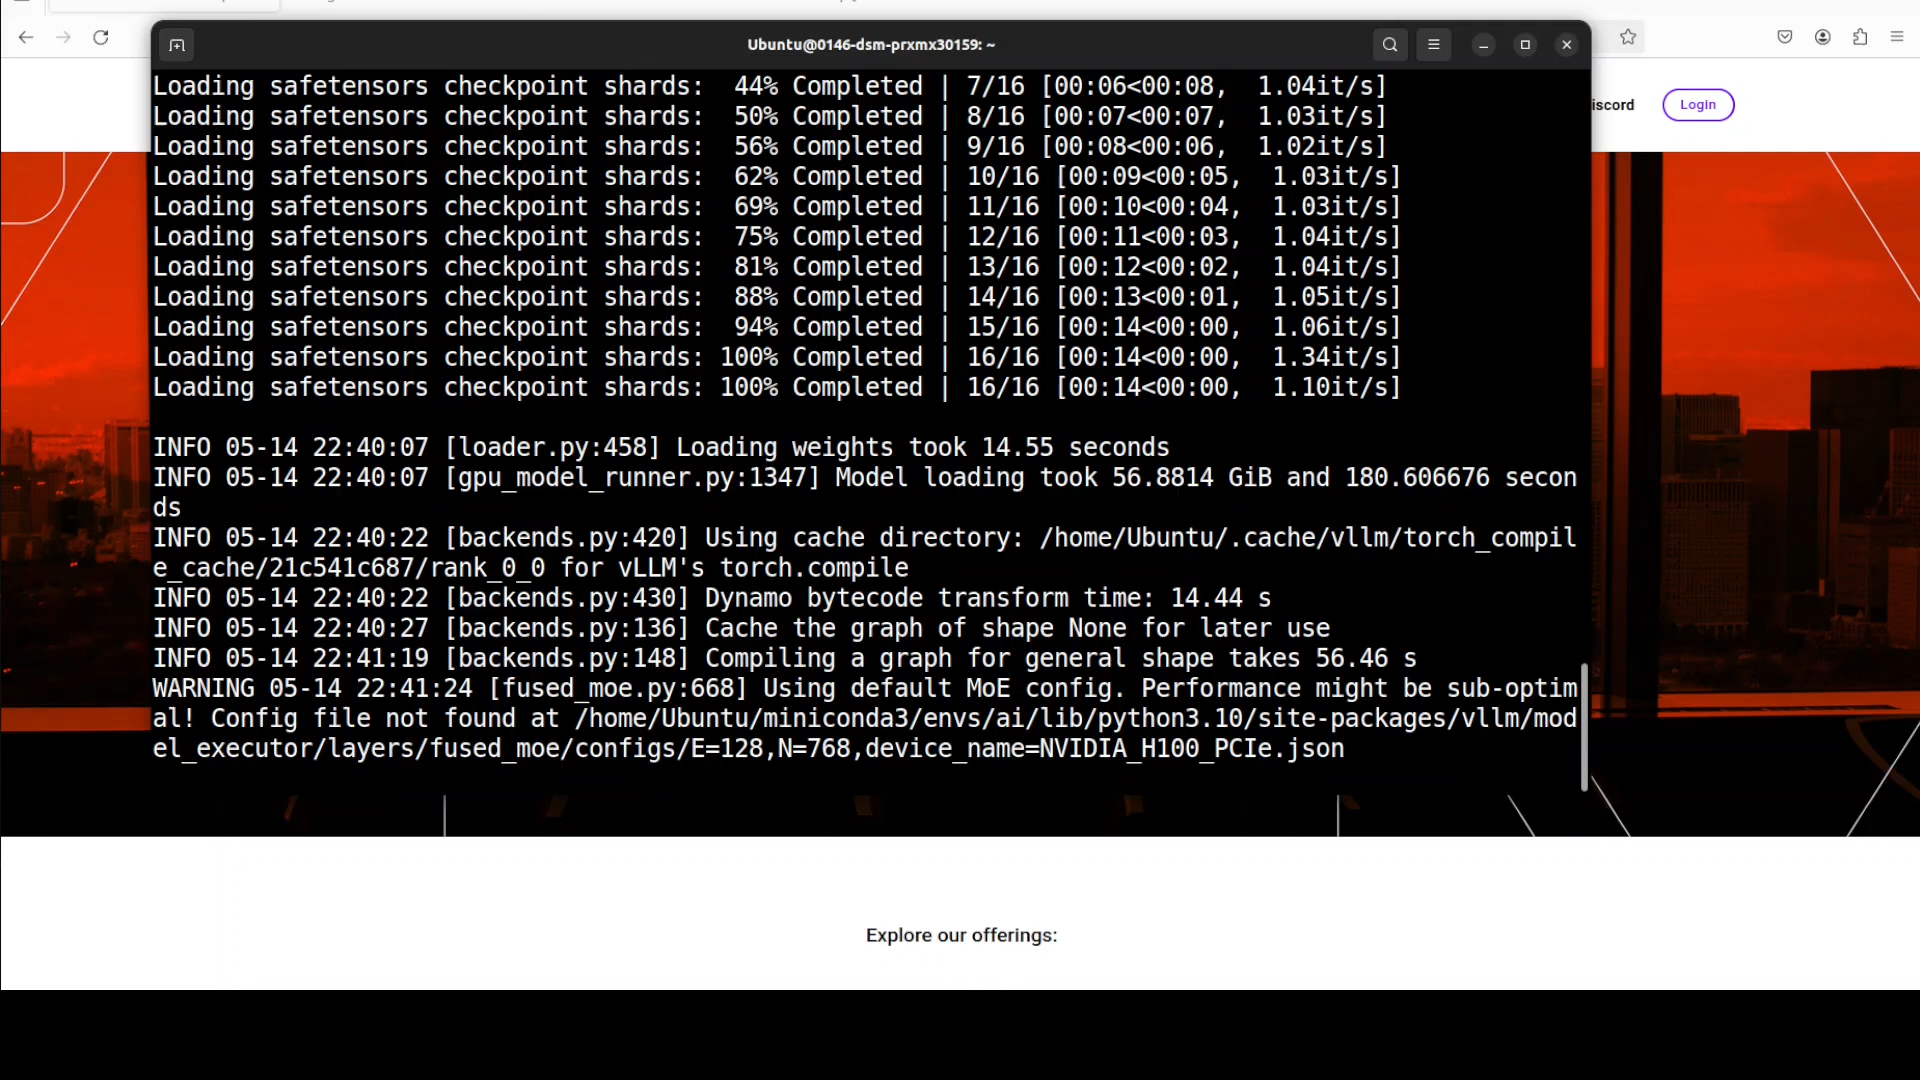 Ubuntu@0146-dsm-prxmx30159: ~
Loading safetensors checkpoint shards:  44% Completed | 7/16 [00:06<00:08,  1.04it/s]
Loading safetensors checkpoint shards:  50% Completed | 8/16 [00:07<00:07,  1.03it/s]
Loading safetensors checkpoint shards:  56% Completed | 9/16 [00:08<00:06,  1.02it/s]
Loading safetensors checkpoint shards:  62% Completed | 10/16 [00:09<00:05,  1.03it/s]
Loading safetensors checkpoint shards:  69% Completed | 11/16 [00:10<00:04,  1.03it/s]
Loading safetensors checkpoint shards:  75% Completed | 12/16 [00:11<00:03,  1.04it/s]
Loading safetensors checkpoint shards:  81% Completed | 13/16 [00:12<00:02,  1.04it/s]
Loading safetensors checkpoint shards:  88% Completed | 14/16 [00:13<00:01,  1.05it/s]
Loading safetensors checkpoint shards:  94% Completed | 15/16 [00:14<00:00,  1.06it/s]
Loading safetensors checkpoint shards: 100% Completed | 16/16 [00:14<00:00,  1.34it/s]
Loading safetensors checkpoint shards: 100% Completed | 16/16 [00:14<00:00,  1.10it/s]
INFO 05-14 22:40:07 [loader.py:458] Loading weights took 14.55 seconds
INFO 05-14 22:40:07 [gpu_model_runner.py:1347] Model loading took 56.8814 GiB and 180.606676 secon
ds
INFO 05-14 22:40:22 [backends.py:420] Using cache directory: /home/Ubuntu/.cache/vllm/torch_compil
e_cache/21c541c687/rank_0_0 for vLLM's torch.compile
INFO 05-14 22:40:22 [backends.py:430] Dynamo bytecode transform time: 14.44 s
INFO 05-14 22:40:27 [backends.py:136] Cache the graph of shape None for later use
INFO 05-14 22:41:19 [backends.py:148] Compiling a graph for general shape takes 56.46 s
WARNING 05-14 22:41:24 [fused_moe.py:668] Using default MoE config. Performance might be sub-optim
al! Config file not found at /home/Ubuntu/miniconda3/envs/ai/lib/python3.10/site-packages/vllm/mod
el_executor/layers/fused_moe/configs/E=128,N=768,device_name=NVIDIA_H100_PCIe.json
iscord
Login
Explore our offerings: